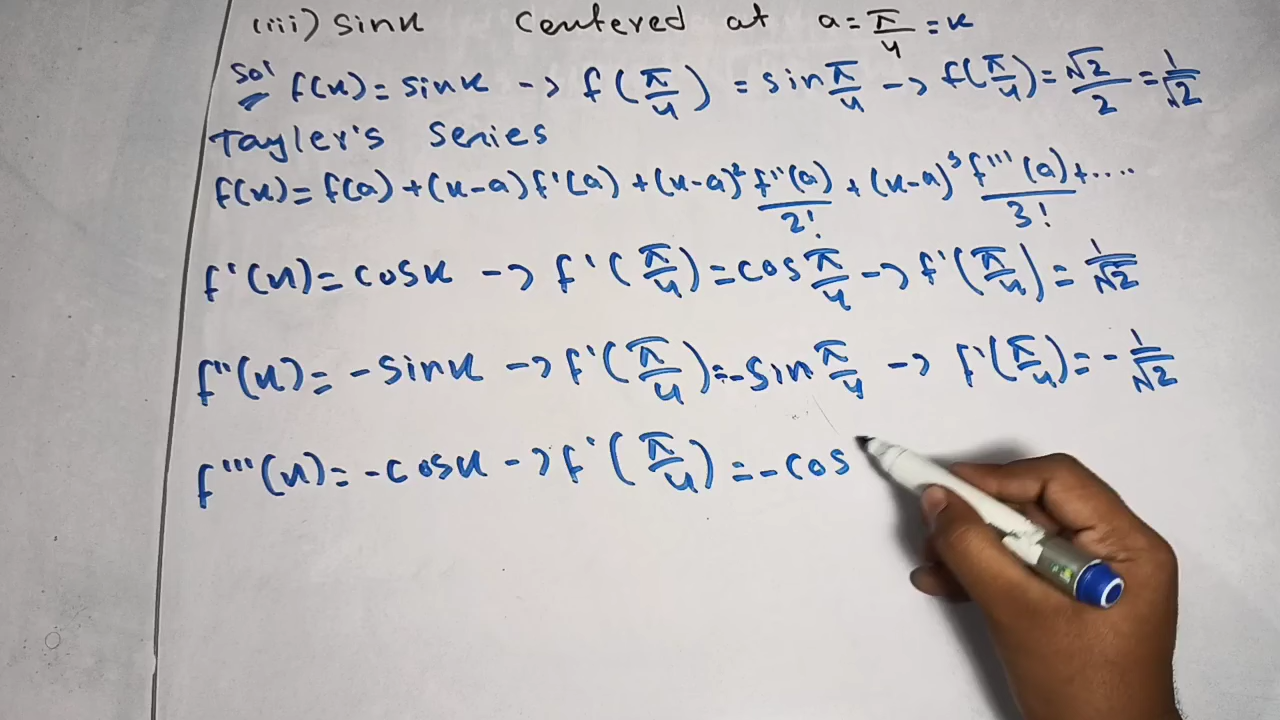 (iii) sinx centered at a = π/4 = x
Sol f(x) = sinx -> f(π/4) = sin π/4 -> f(π/4) = √2/2 = 1/√2
Tayler's Series
f(x) = f(a) + (x-a) f'(a) + (x-a)² f''(a)/2! + (x-a)³ f'''(a)/3! + ....
f'(x) = cosx -> f'(π/4) = cos π/4 -> f'(π/4) = 1/√2
f''(x) = -sinx -> f'(π/4) = -sin π/4 -> f'(π/4) = -1/√2
f'''(x) = -cosx -> f'(π/4) = -cos